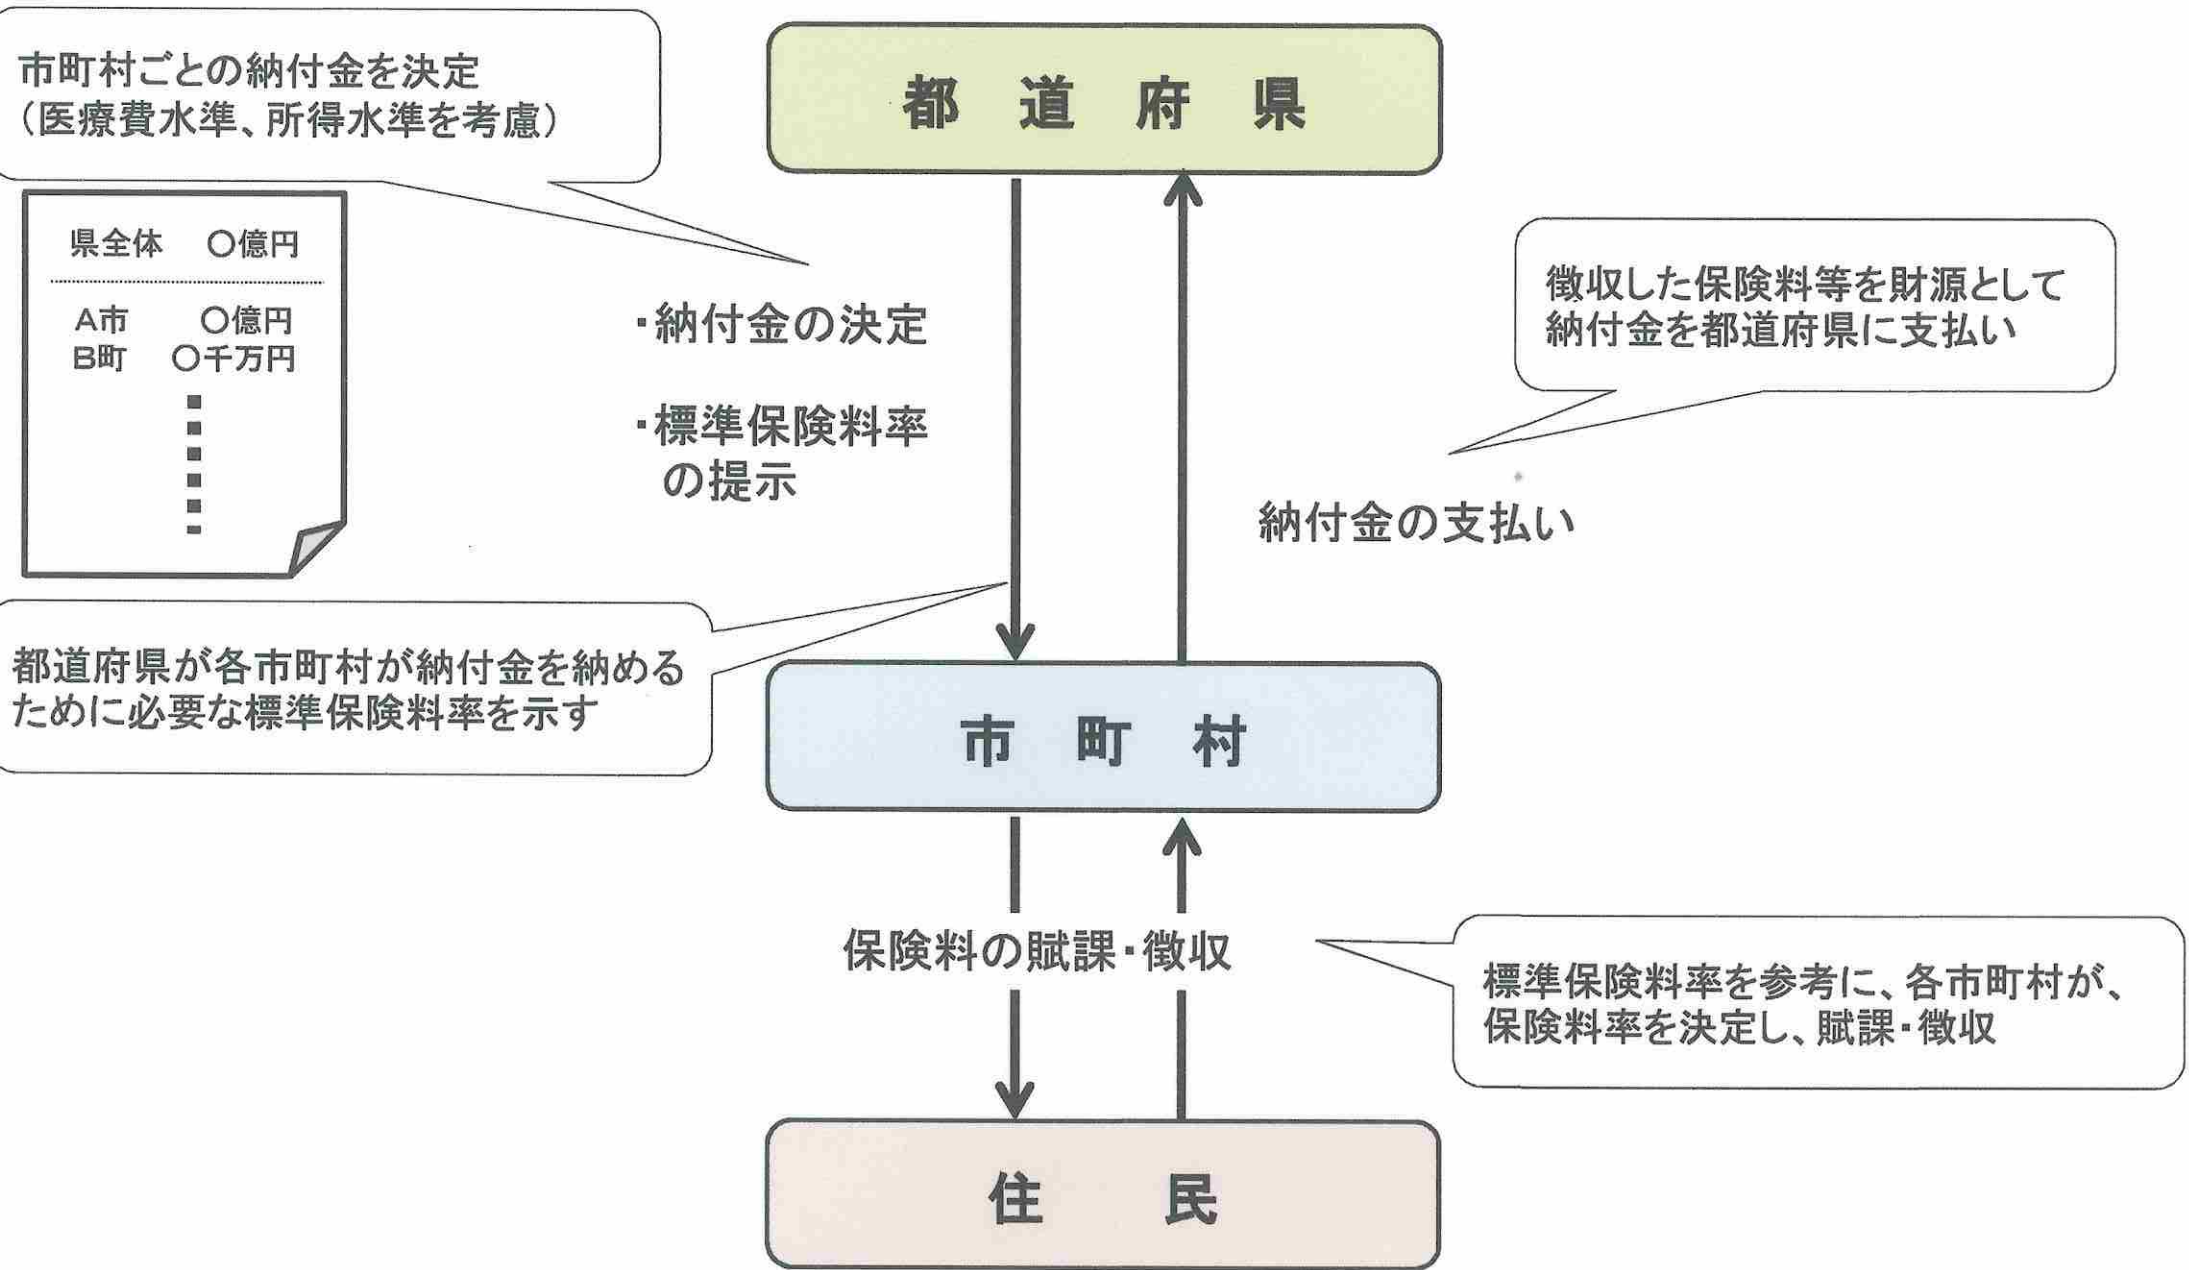 市町村ごとの納付金を決定
（医療費水準、所得水準を考慮）
都　道　府　県
県全体　〇億円
A市　〇億円
B町　〇千万円
・納付金の決定
・標準保険料率
の提示
徴収した保険料等を財源として
納付金を都道府県に支払い
納付金の支払い
都道府県が各市町村が納付金を納める
ために必要な標準保険料率を示す
市　町　村
保険料の賦課・徴収
標準保険料率を参考に、各市町村が、
保険料率を決定し、賦課・徴収
住　民